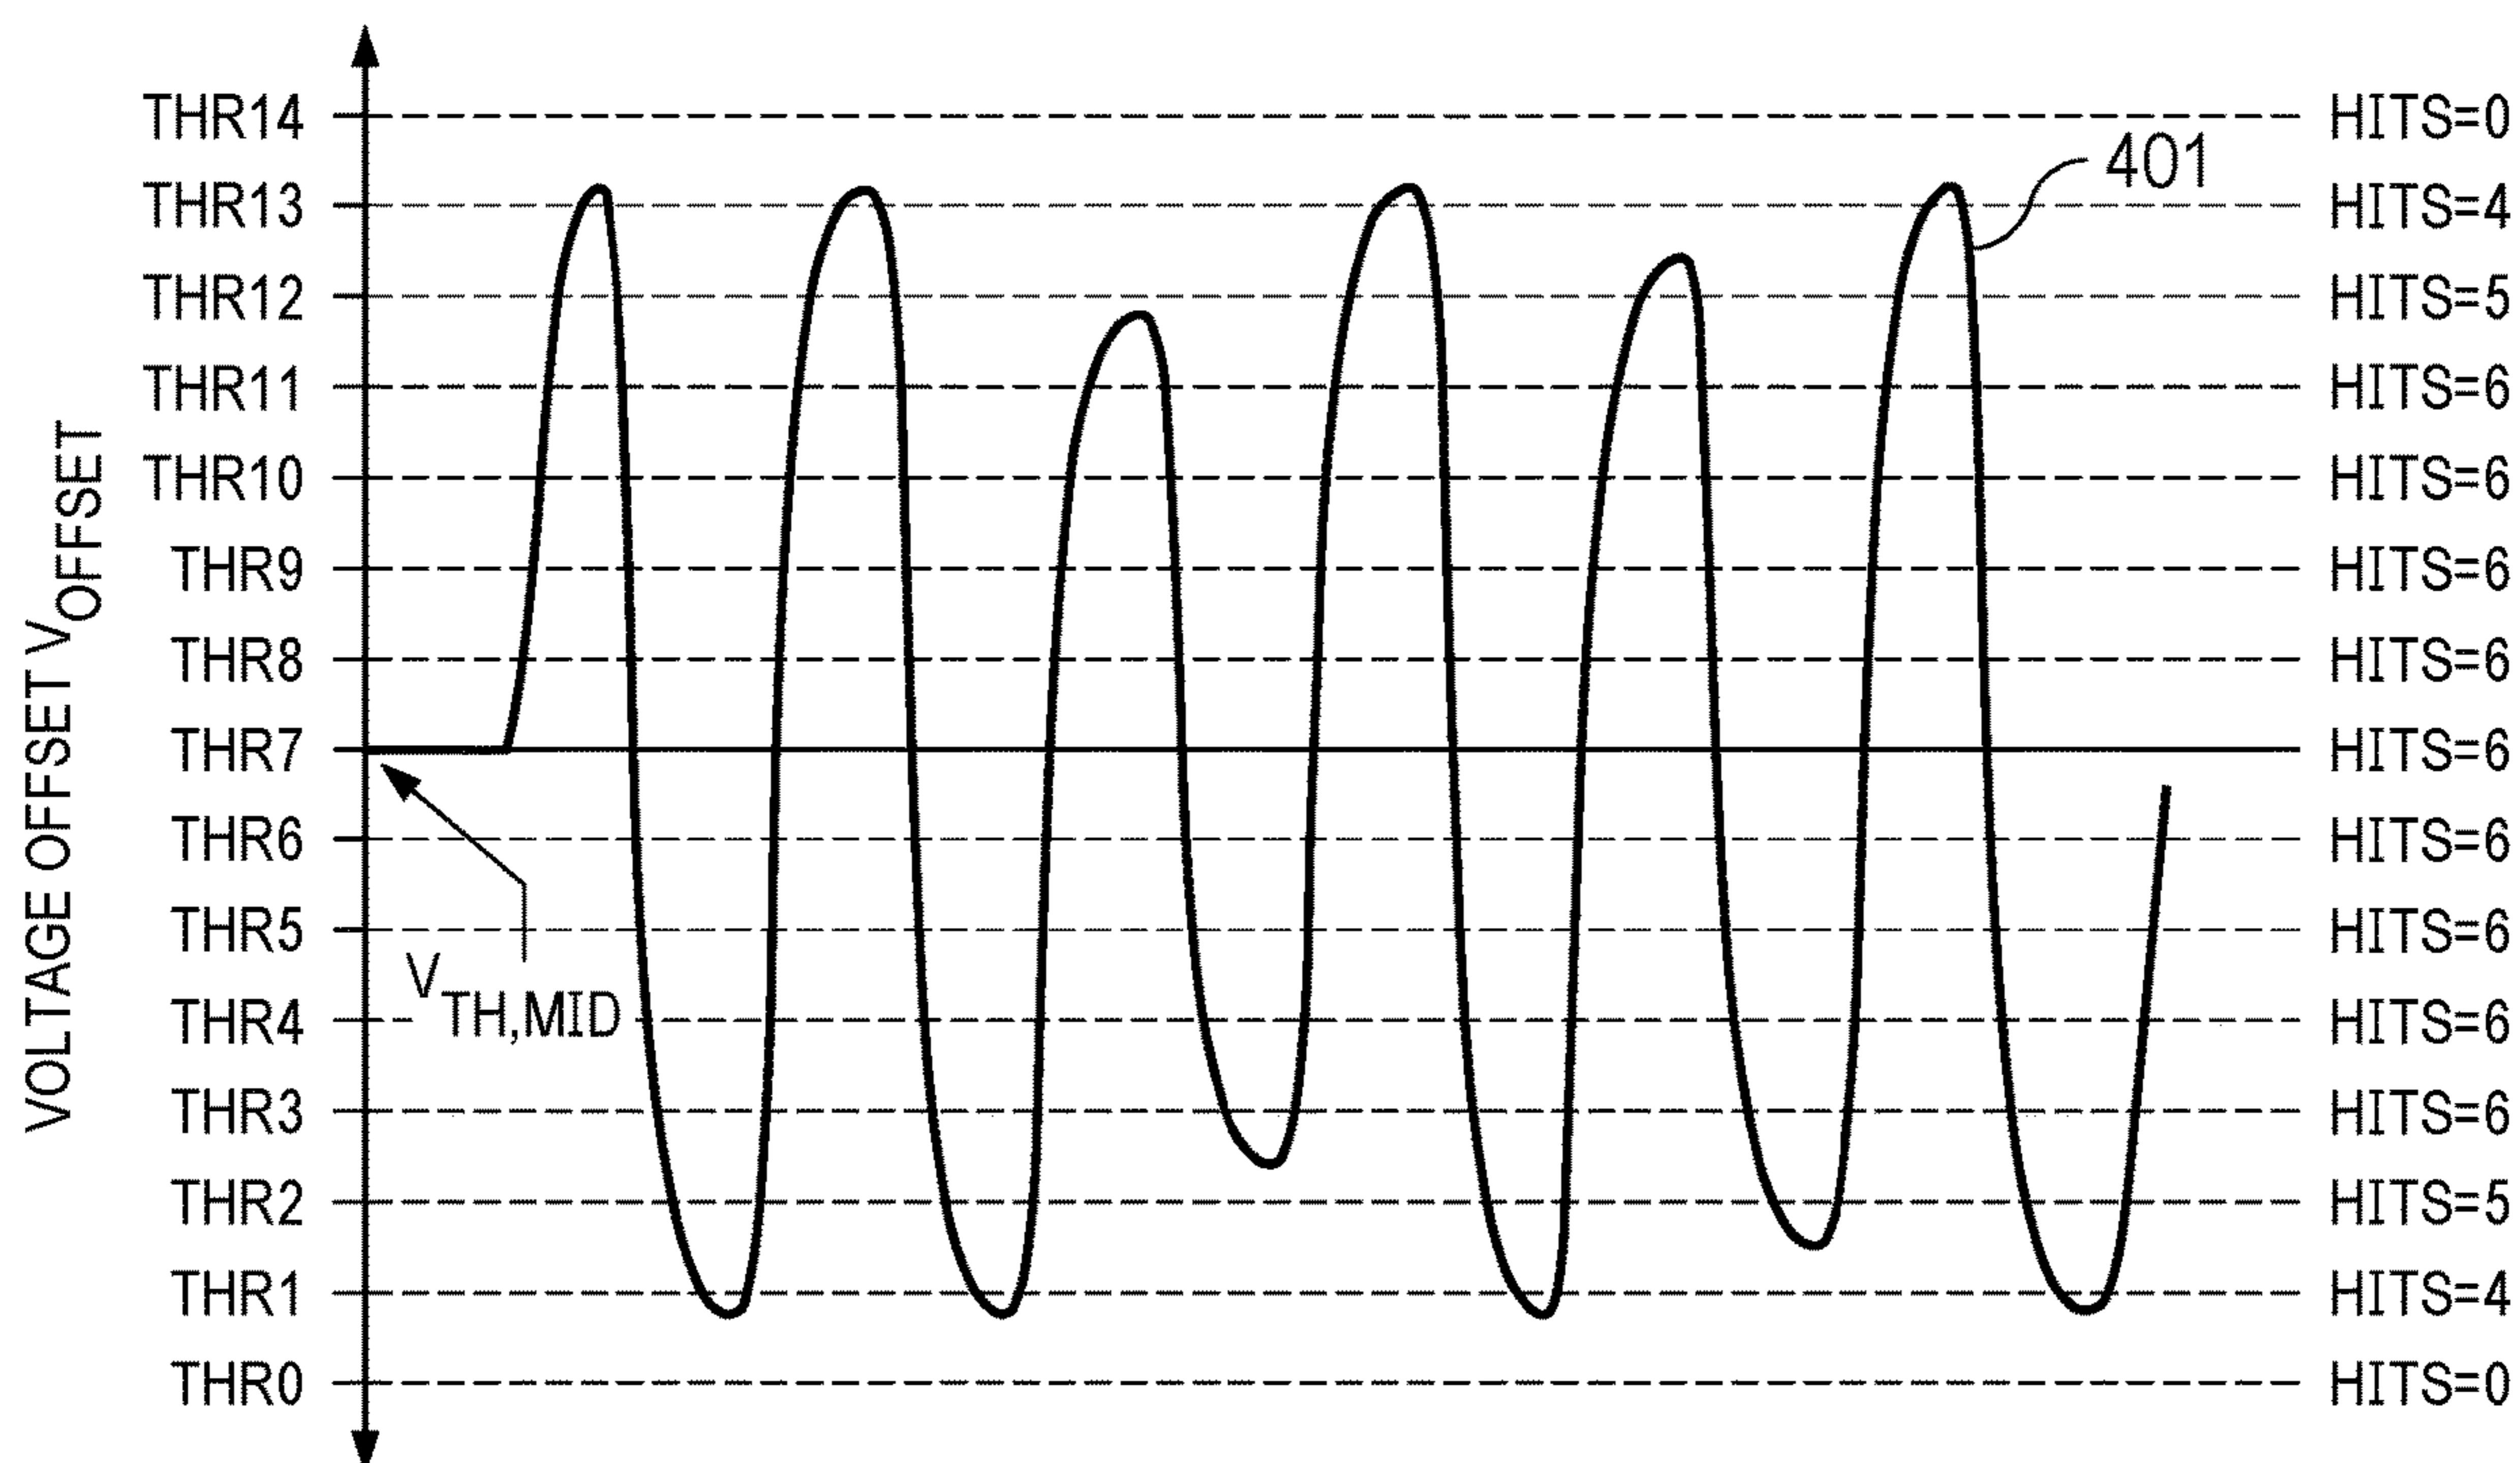 THR14 HITS=0
401
THR13 HITS=4
THR12 HITS=5
THR11 HITS=6
THR10 HITS=6
THR9 HITS=6
THR8 HITS=6
THR7 HITS=6
THR6 HITS=6
THR5 HITS=6
VTH,MID
THR4 HITS=6
THR3 HITS=6
THR2 HITS=5
THR1 HITS=4
THR0 HITS=0
VOLTAGE OFFSET VOFFSET